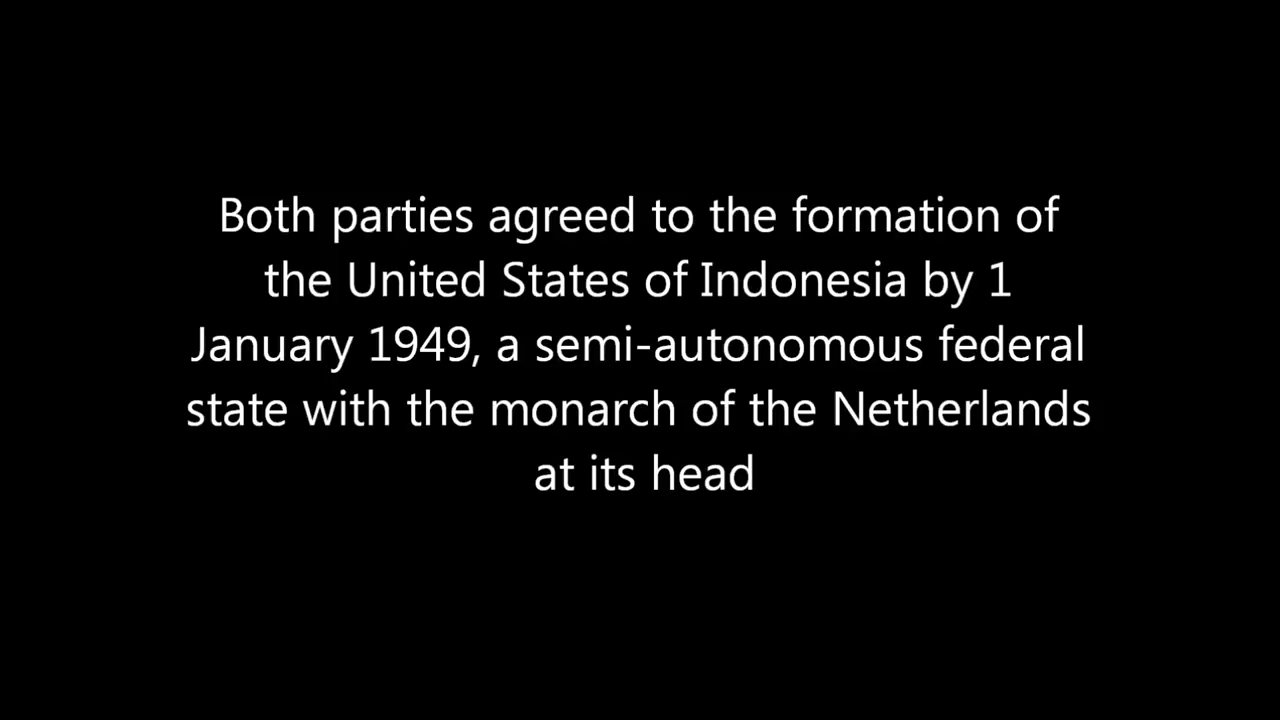 Both parties agreed to the formation of
the United States of Indonesia by 1
January 1949, a semi-autonomous federal
state with the monarch of the Netherlands
at its head